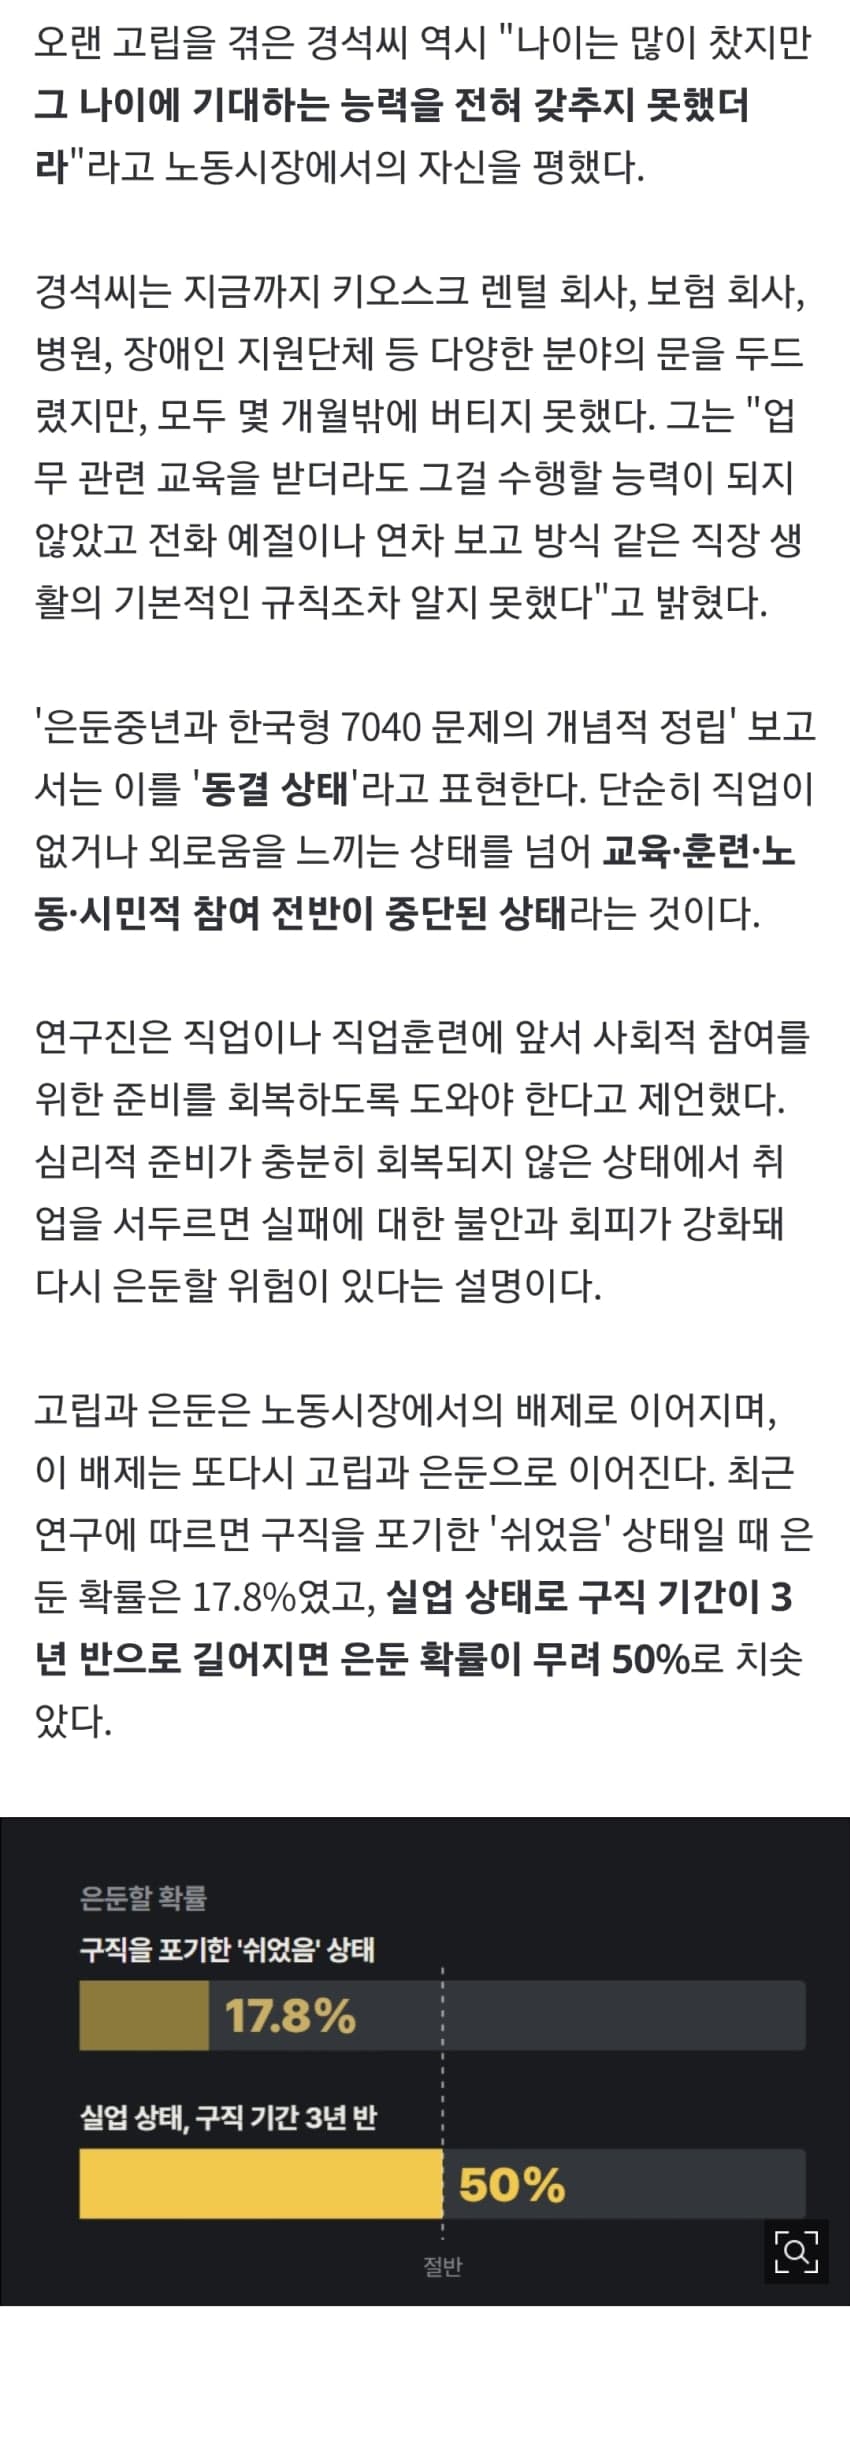 오랜 고립을 겪은 경석씨 역시 "나이는 많이 찼지만
그 나이에 기대하는 능력을 전혀 갖추지 못했더
라"라고 노동시장에서의 자신을 평했다.
경석씨는 지금까지 키오스크 렌털 회사, 보험 회사,
병원, 장애인 지원단체 등 다양한 분야의 문을 두드
렸지만, 모두 몇 개월밖에 버티지 못했다. 그는 "업
무 관련 교육을 받더라도 그걸 수행할 능력이 되지
않았고 전화 예절이나 연차 보고 방식 같은 직장 생
활의 기본적인 규칙조차 알지 못했다"고 밝혔다.
'은둔중년과 한국형 7040 문제의 개념적 정립' 보고
서는 이를 '동결 상태'라고 표현한다. 단순히 직업이
없거나 외로움을 느끼는 상태를 넘어 교육·훈련·노
동·시민적 참여 전반이 중단된 상태라는 것이다.
연구진은 직업이나 직업훈련에 앞서 사회적 참여를
위한 준비를 회복하도록 도와야 한다고 제언했다.
심리적 준비가 충분히 회복되지 않은 상태에서 취
업을 서두르면 실패에 대한 불안과 회피가 강화돼
다시 은둔할 위험이 있다는 설명이다.
고립과 은둔은 노동시장에서의 배제로 이어지며,
이 배제는 또다시 고립과 은둔으로 이어진다. 최근
연구에 따르면 구직을 포기한 '쉬었음' 상태일 때 은
둔 확률은 17.8%였고, 실업 상태로 구직 기간이 3
년 반으로 길어지면 은둔 확률이 무려 50%로 치솟
았다.
은둔할 확률
구직을 포기한 '쉬었음' 상태
17.8%
실업 상태, 구직 기간 3년 반
50%
절반